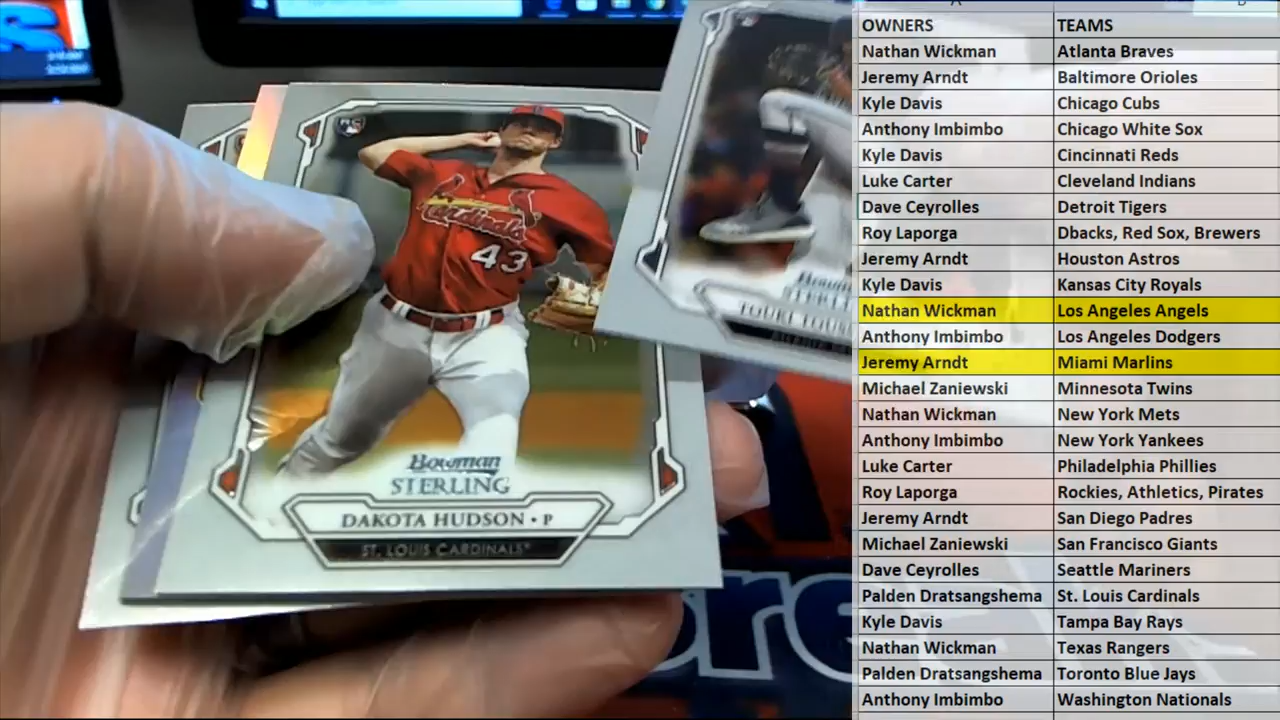 RC
Cardinals
43
Bowman
STERLING
DAKOTA HUDSON • P
ST. LOUIS CARDINALS
Bowman
TOUKI
OWNERS TEAMS
Nathan Wickman Atlanta Braves
Jeremy Arndt Baltimore Orioles
Kyle Davis Chicago Cubs
Anthony Imbimbo Chicago White Sox
Kyle Davis Cincinnati Reds
Luke Carter Cleveland Indians
Dave Ceyrolles Detroit Tigers
Roy Laporga Dbacks, Red Sox, Brewers
Jeremy Arndt Houston Astros
Kyle Davis Kansas City Royals
Nathan Wickman Los Angeles Angels
Anthony Imbimbo Los Angeles Dodgers
Jeremy Arndt Miami Marlins
Michael Zaniewski Minnesota Twins
Nathan Wickman New York Mets
Anthony Imbimbo New York Yankees
Luke Carter Philadelphia Phillies
Roy Laporga Rockies, Athletics, Pirates
Jeremy Arndt San Diego Padres
Michael Zaniewski San Francisco Giants
Dave Ceyrolles Seattle Mariners
Palden Dratsangshema St. Louis Cardinals
Kyle Davis Tampa Bay Rays
Nathan Wickman Texas Rangers
Palden Dratsangshema Toronto Blue Jays
Anthony Imbimbo Washington Nationals